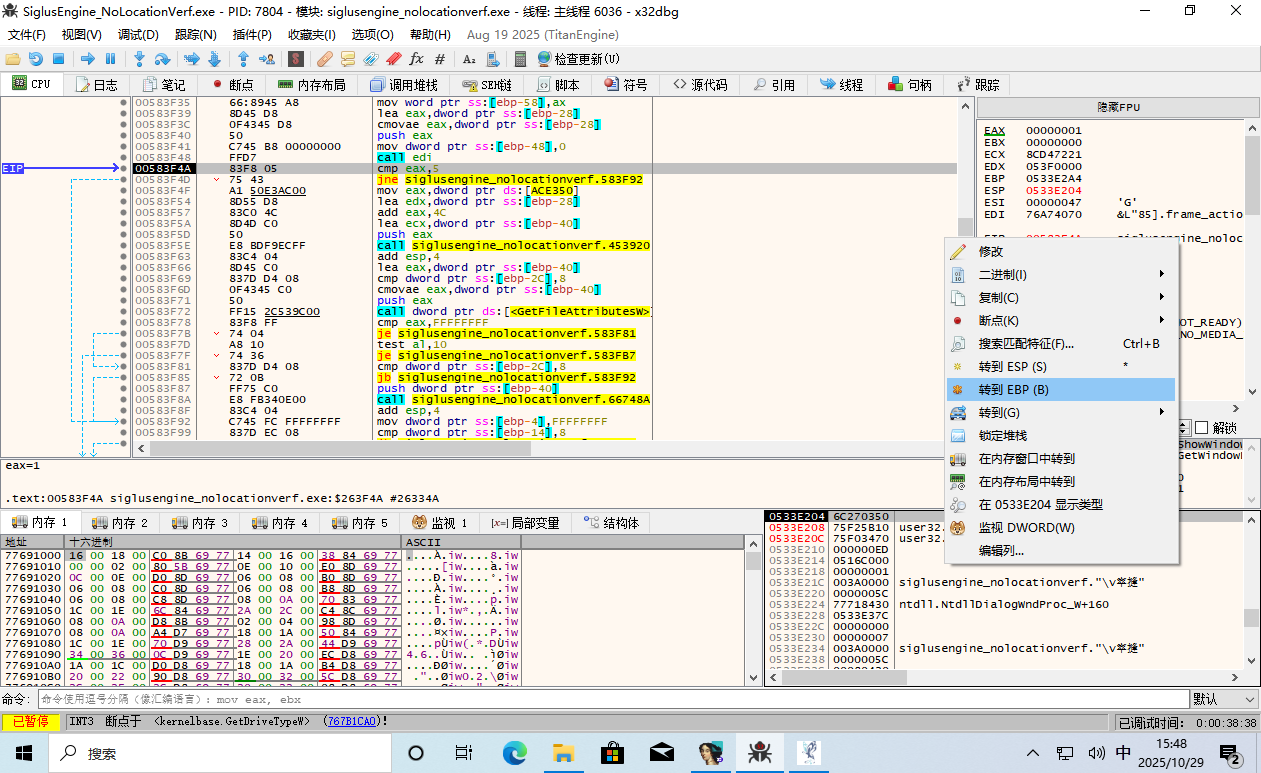 SiglusEngine_NoLocationVerf.exe - PID: 7804 - 模块: siglusengine_nolocationverf.exe - 线程: 主线程 6036 - x32dbg
文件(F) 视图(V) 调试(D) 跟踪(N) 插件(P) 收藏夹(I) 选项(O) 帮助(H) Aug 19 2025 (TitanEngine)
fx # A₂ 检查更新(U)
CPU 日志 笔记 断点 内存布局 调用堆栈 SEH链 脚本 符号 源代码 引用 线程 句柄 跟踪
00583F35 66:8945 A8 mov word ptr ss:[ebp-58],ax
00583F39 8D45 D8 lea eax,dword ptr ss:[ebp-28]
00583F3C 0F4345 D8 cmovae eax,dword ptr ss:[ebp-28]
00583F40 50 push eax
00583F41 C745 B8 00000000 mov dword ptr ss:[ebp-48],0
00583F48 FFD7 call edi
EIP 00583F4A 83F8 05 cmp eax,5
00583F4D 75 43 jne siglusengine_nolocationverf.583F92
00583F4F A1 50E3AC00 mov eax,dword ptr ds:[ACE350]
00583F54 8D55 D8 lea edx,dword ptr ss:[ebp-28]
00583F57 83C0 4C add eax,4C
00583F5A 8D4D C0 lea ecx,dword ptr ss:[ebp-40]
00583F5D 50 push eax
00583F5E E8 BDF9ECFF call siglusengine_nolocationverf.453920
00583F63 83C4 04 add esp,4
00583F66 8D45 C0 lea eax,dword ptr ss:[ebp-40]
00583F69 837D D4 08 cmp dword ptr ss:[ebp-2C],8
00583F6D 0F4345 C0 cmovae eax,dword ptr ss:[ebp-40]
00583F71 50 push eax
00583F72 FF15 2C539C00 call dword ptr ds:[<GetFileAttributesW>]
00583F78 83F8 FF cmp eax,FFFFFFFF
00583F7B 74 04 je siglusengine_nolocationverf.583F81
00583F7D A8 10 test al,10
00583F7F 74 36 je siglusengine_nolocationverf.583FB7
00583F81 837D D4 08 cmp dword ptr ss:[ebp-2C],8
00583F85 72 0B jb siglusengine_nolocationverf.583F92
00583F87 FF75 C0 push dword ptr ss:[ebp-40]
00583F8A E8 FB340E00 call siglusengine_nolocationverf.66748A
00583F8F 83C4 04 add esp,4
00583F92 C745 FC FFFFFFFF mov dword ptr ss:[ebp-4],FFFFFFFF
00583F99 837D EC 08 cmp dword ptr ss:[ebp-14],8
隐藏FPU
EAX 00000001
EBX 00000000
ECX 8CD47221
EDX 053F0000
EBP 0533E2A4
ESP 0533E204
ESI 00000047 'G'
EDI 76A74070 &L"85].frame_actio
修改
二进制(I)
复制(C)
断点(K)
搜索匹配特征(F)... Ctrl+B
转到 ESP (S) *
转到 EBP (B)
转到(G)
锁定堆栈
在内存窗口中转到
在内存布局中转到
在 0533E204 显示类型
监视 DWORD(W)
编辑列...
OT_READY)
NO_MEDIA_
解锁
ShowWindow
GetWindow
eax=1
.text:00583F4A siglusengine_nolocationverf.exe:$263F4A #26334A
内存 1 内存 2 内存 3 内存 4 内存 5 监视 1 [x=] 局部变量 结构体
地址 十六进制 ASCII
77691000 16 00 18 00 C0 8B 69 77 14 00 16 00 38 84 69 77 ....À.iw....8.iw
77691010 00 00 02 00 80 5B 69 77 0E 00 10 00 E0 8D 69 77
77691020 0C 00 0E 00 D0 8D 69 77 06 00 08 00 B0 8D 69 77
77691030 06 00 08 00 C0 8D 69 77 06 00 08 00 B8 8D 69 77
77691040 06 00 08 00 C8 8D 69 77 08 00 0A 00 70 83 69 77
77691050 1C 00 1E 00 6C 84 69 77 2A 00 2C 00 C4 8C 69 77
77691060 08 00 0A 00 D8 8B 69 77 02 00 04 00 98 8D 69 77
77691070 08 00 0A 00 A4 D7 69 77 18 00 1A 00 50 84 69 77
77691080 1C 00 1E 00 70 D9 69 77 28 00 2A 00 44 D9 69 77
77691090 34 00 36 00 0C D9 69 77 1E 00 20 00 EC D8 69 77
776910A0 1A 00 1C 00 D0 D8 69 77 18 00 1A 00 B4 D8 69 77
776910B0 20 00 22 00 90 D8 69 77 30 00 32 00 5C D8 69 77
0533E204 6C270350
0533E208 75F25B10 user32.
0533E20C 75F03470 user32.
0533E210 000000ED
0533E214 0516C000
0533E218 00000001
0533E21C 003A0000 siglusengine_nolocationverf."\v
0533E220 0000005C
0533E224 77718430 ntdll.NtdllDialogWndProc_W+160
0533E228 0533E37C
0533E22C 00000000
0533E230 00000007
0533E234 003A0000 siglusengine_nolocationverf."\v
0533E238 0000005C
命令: 命令使用逗号分隔（像汇编语言）: mov eax, ebx 默认
已暂停 INT3 断点于 <kernelbase.GetDriveTypeW> (767B1CA0)! 已调试时间: 0:00:38:38
搜索 中 15:48
2025/10/29 2